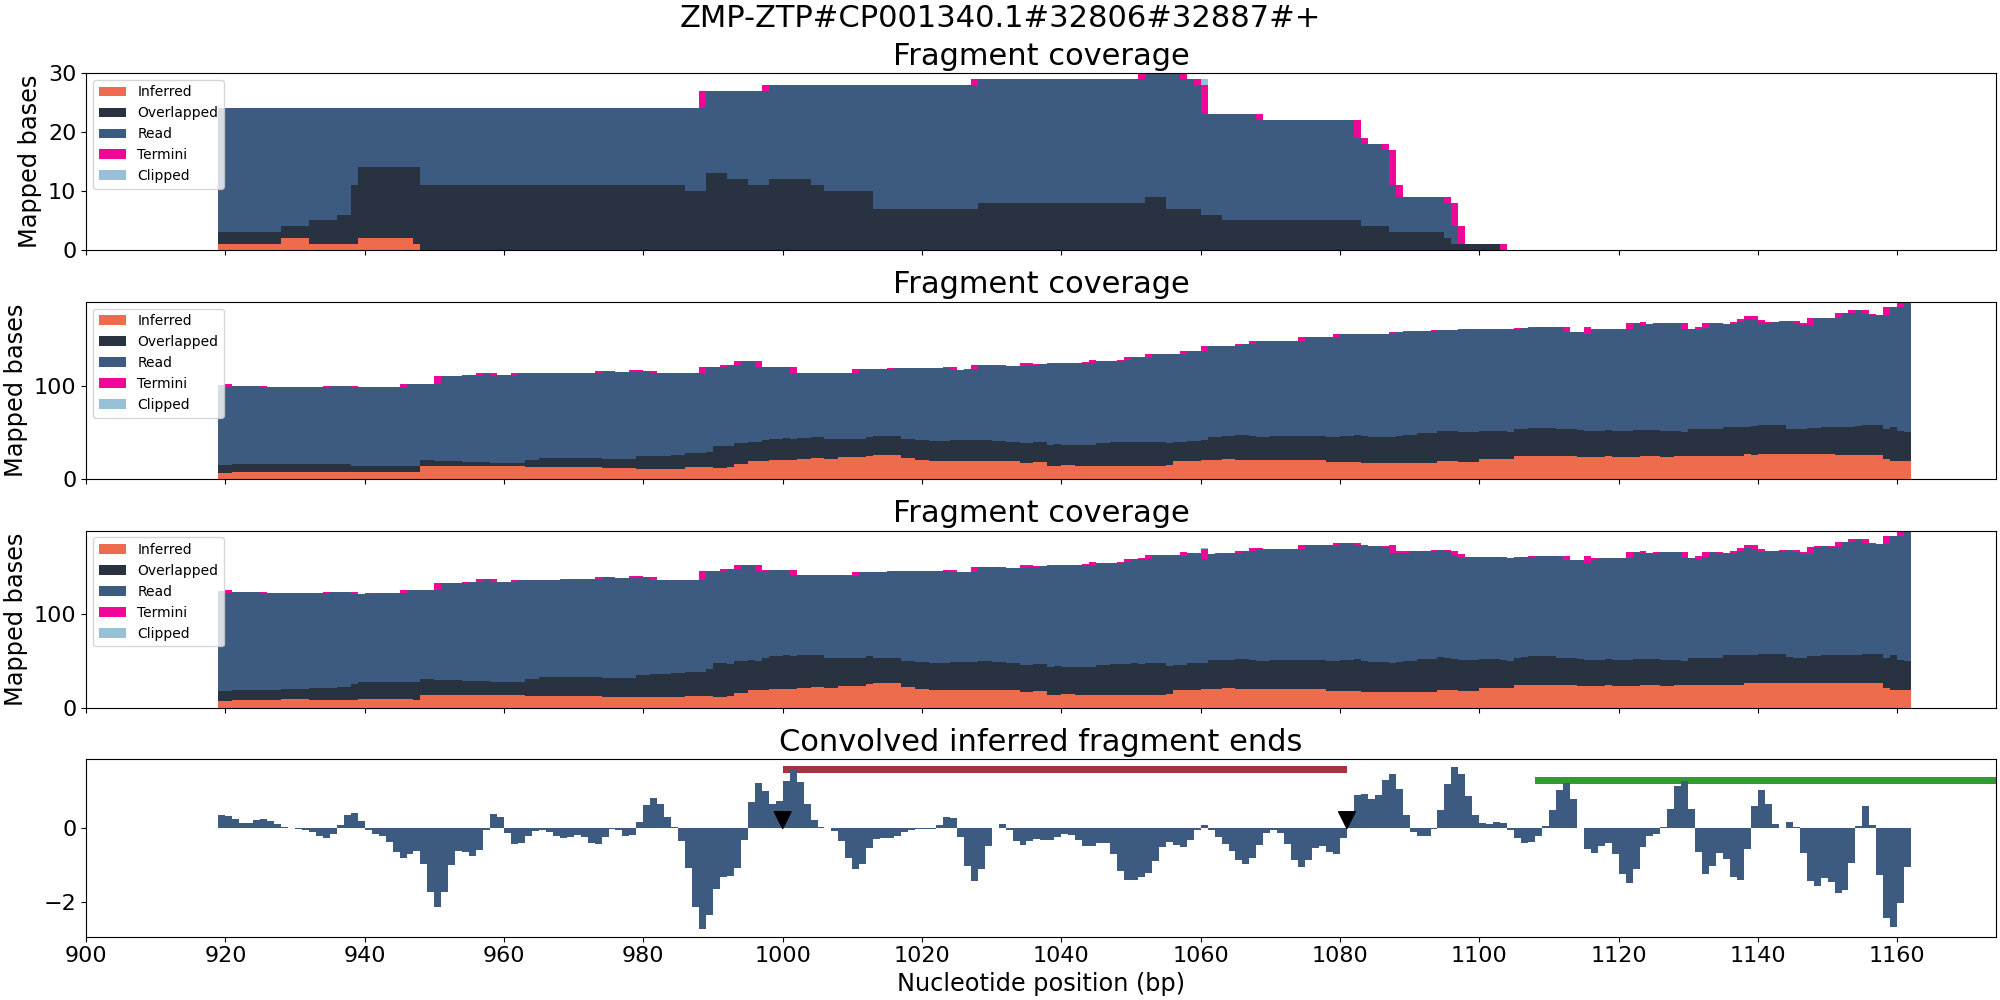 ZMP-ZTP#CP001340.1#32806#32887#+
Fragment coverage
Mapped bases
30
20
10
0
Inferred
Overlapped
Read
Termini
Clipped
Fragment coverage
Mapped bases
100
0
Inferred
Overlapped
Read
Termini
Clipped
Fragment coverage
Mapped bases
100
0
Inferred
Overlapped
Read
Termini
Clipped
Convolved inferred fragment ends
0
−2
900 920 940 960 980 1000 1020 1040 1060 1080 1100 1120 1140 1160
Nucleotide position (bp)